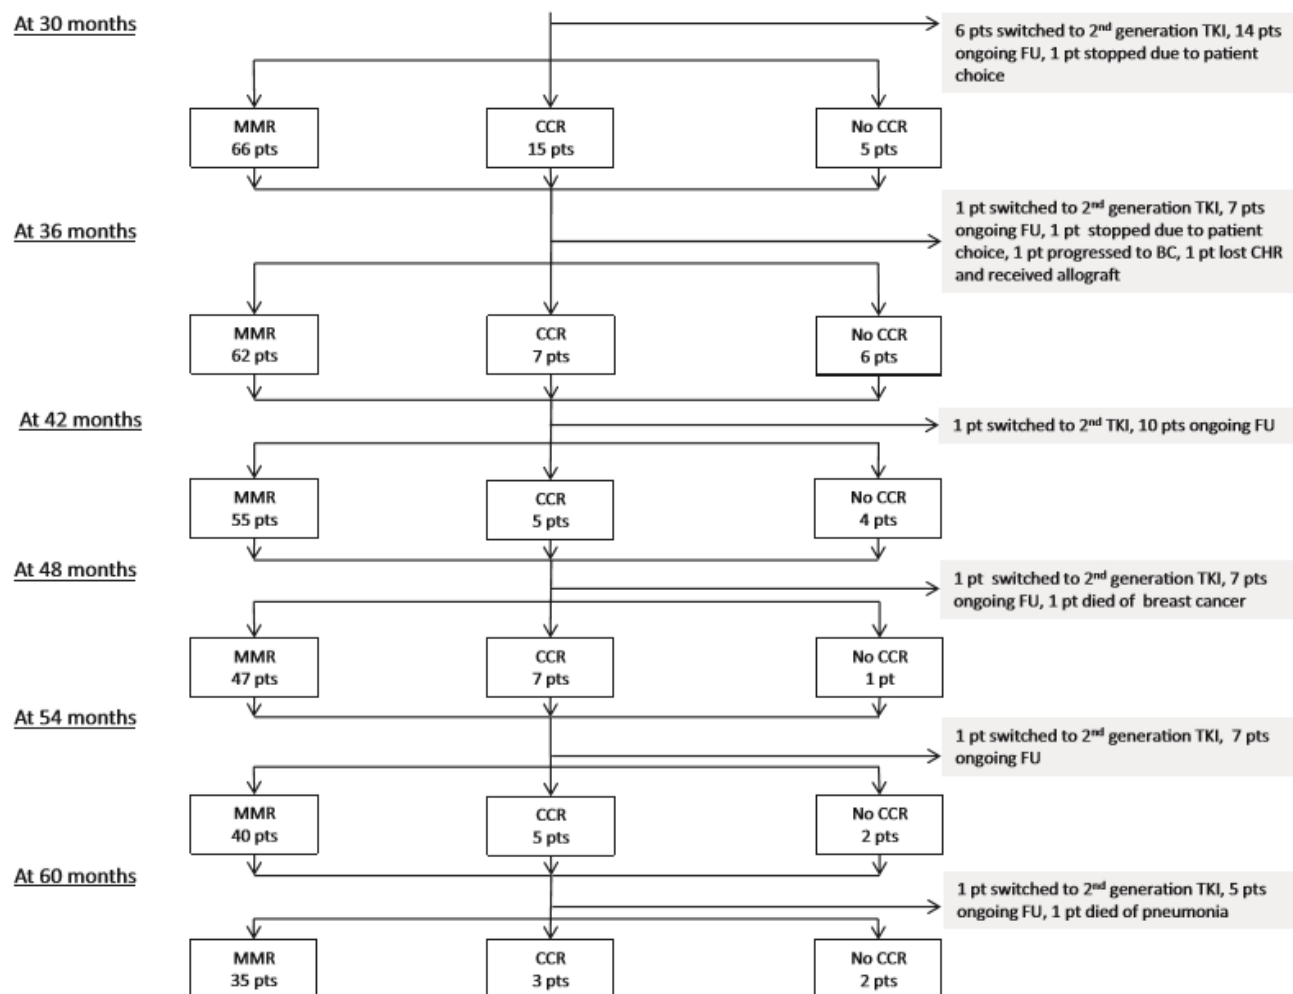 At 30 months
6 pts switched to 2nd generation TKI, 14 pts
ongoing FU, 1 pt stopped due to patient
choice
MMR
66 pts
CCR
15 pts
No CCR
5 pts
At 36 months
1 pt switched to 2nd generation TKI, 7 pts
ongoing FU, 1 pt stopped due to patient
choice, 1 pt progressed to BC, 1 pt lost CHR
and received allograft
MMR
62 pts
CCR
7 pts
No CCR
6 pts
At 42 months
1 pt switched to 2nd TKI, 10 pts ongoing FU
MMR
55 pts
CCR
5 pts
No CCR
4 pts
At 48 months
1 pt switched to 2nd generation TKI, 7 pts
ongoing FU, 1 pt died of breast cancer
MMR
47 pts
CCR
7 pts
No CCR
1 pt
At 54 months
1 pt switched to 2nd generation TKI, 7 pts
ongoing FU
MMR
40 pts
CCR
5 pts
No CCR
2 pts
At 60 months
1 pt switched to 2nd generation TKI, 5 pts
ongoing FU, 1 pt died of pneumonia
MMR
35 pts
CCR
3 pts
No CCR
2 pts